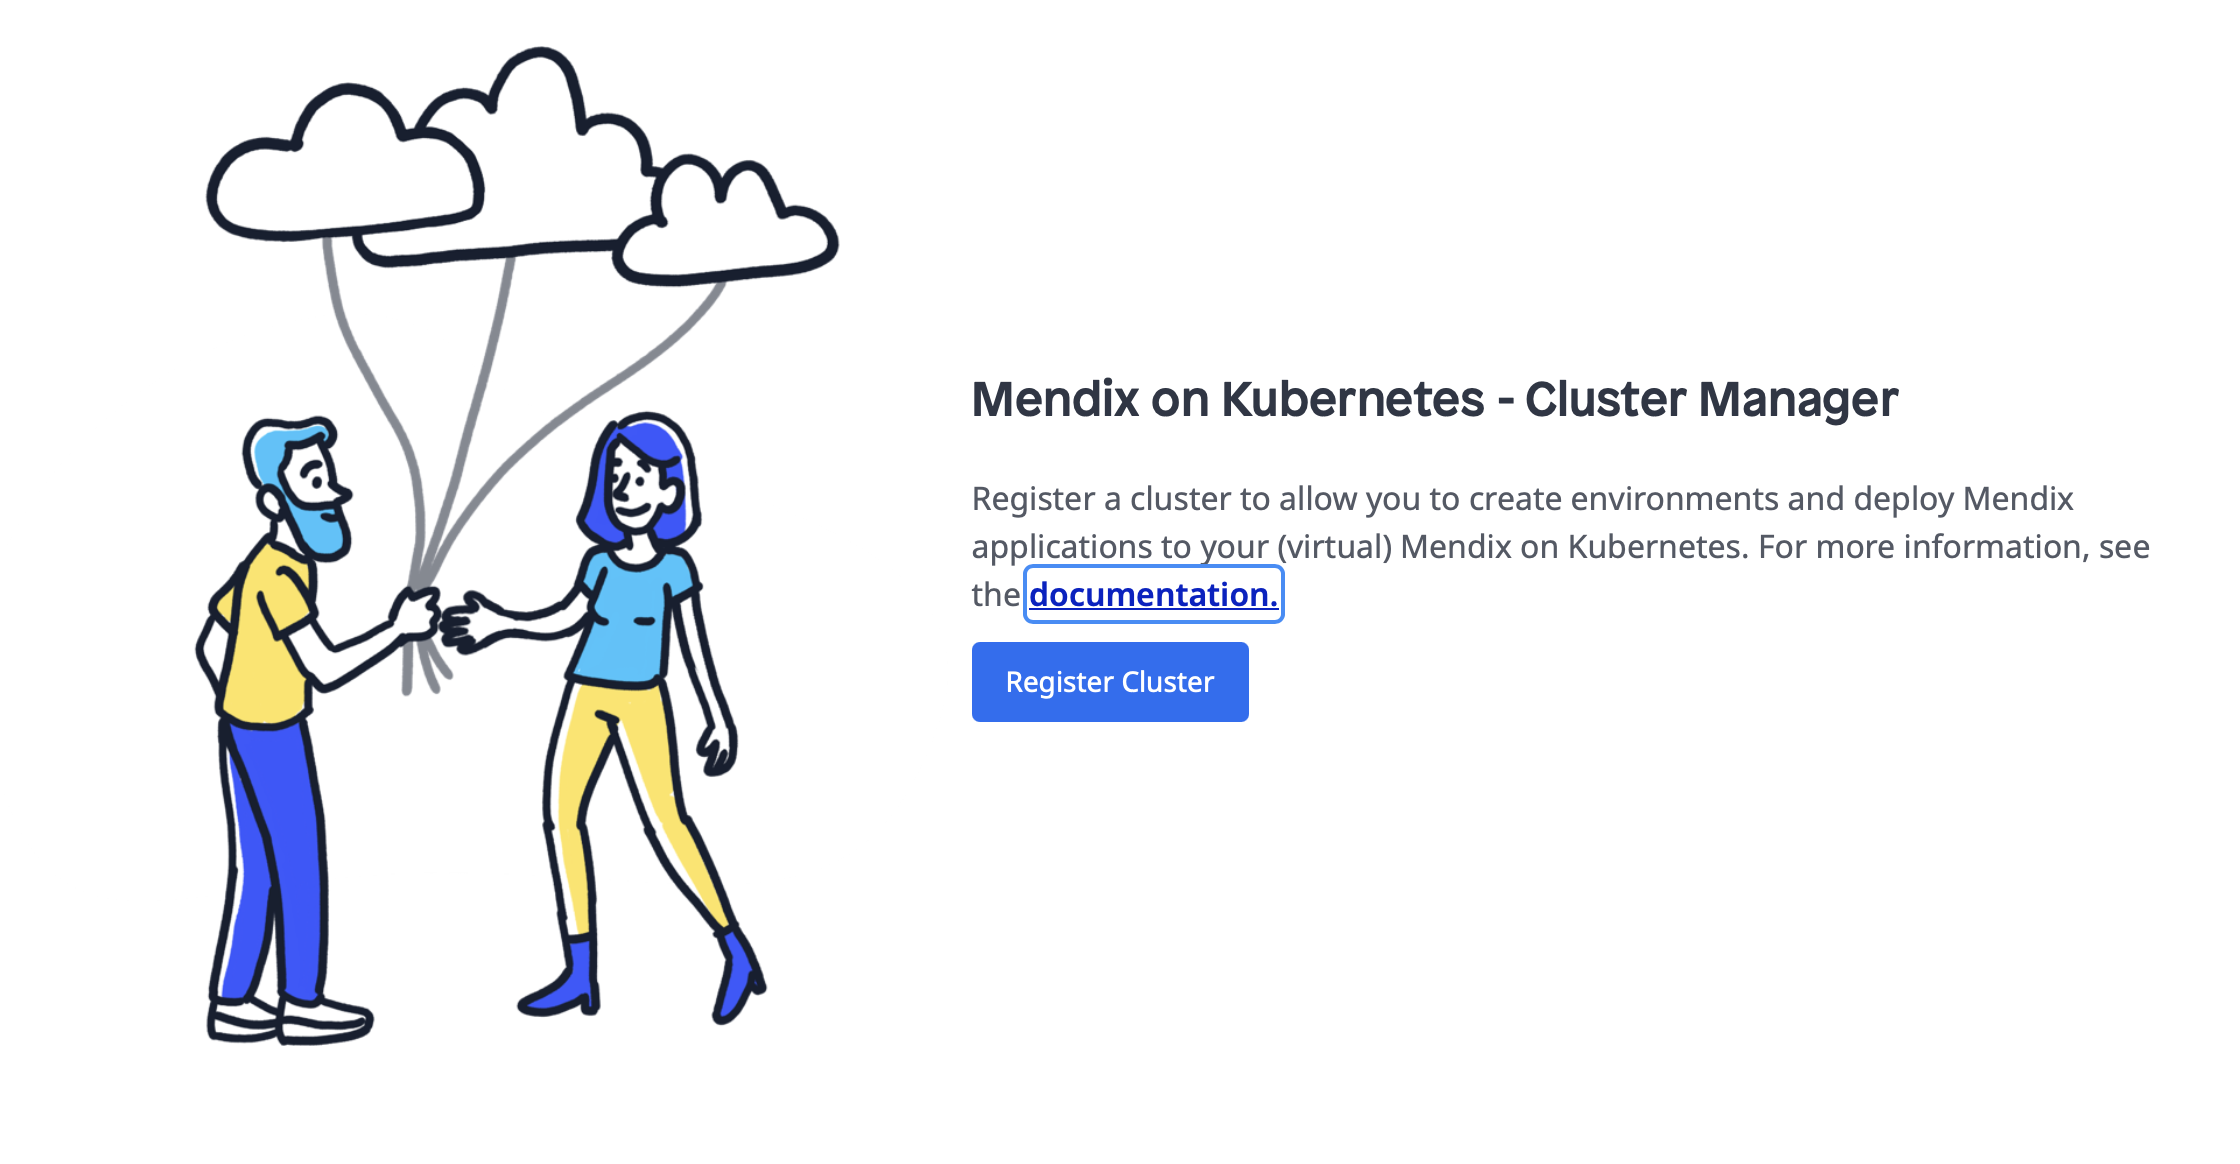 Mendix on Kubernetes - Cluster Manager
Register a cluster to allow you to create environments and deploy Mendix
applications to your (virtual) Mendix on Kubernetes. For more information, see
the documentation.
Register Cluster